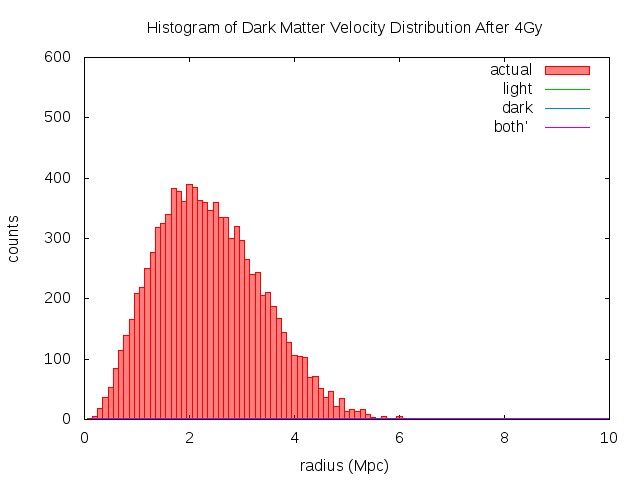 Histogram of Dark Matter Velocity Distribution After 4Gy
600
500
400
300
200
100
0
counts
actual
light
dark
both'
0 2 4 6 8 10
radius (Mpc)